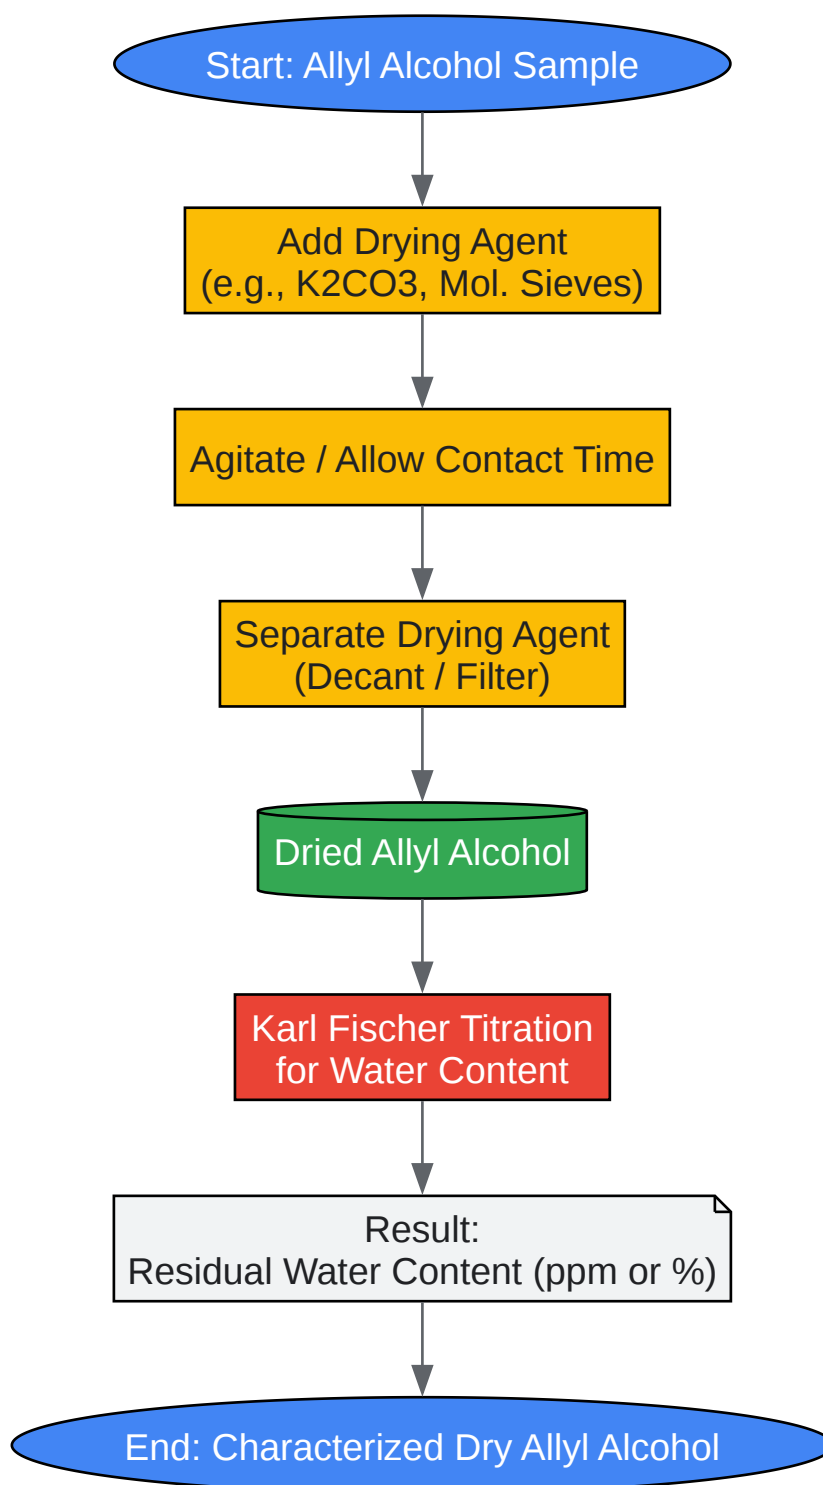 Start: Allyl Alcohol Sample
Add Drying Agent
(e.g., K2CO3, Mol. Sieves)
Agitate / Allow Contact Time
Separate Drying Agent
(Decant / Filter)
Dried Allyl Alcohol
Karl Fischer Titration
for Water Content
Result:
Residual Water Content (ppm or %)
End: Characterized Dry Allyl Alcohol